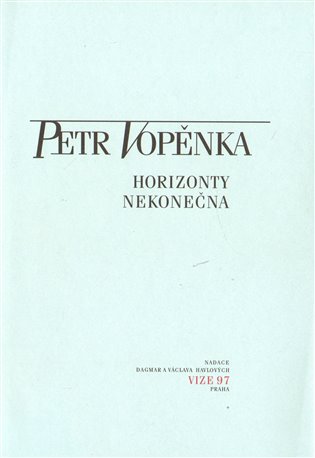 PETR VOPĚNKA
HORIZONTY
NEKONEČNA
NADACE
DAGMAR A VÁCLAVA HAVLOVÝCH
VIZE 97
PRAHA